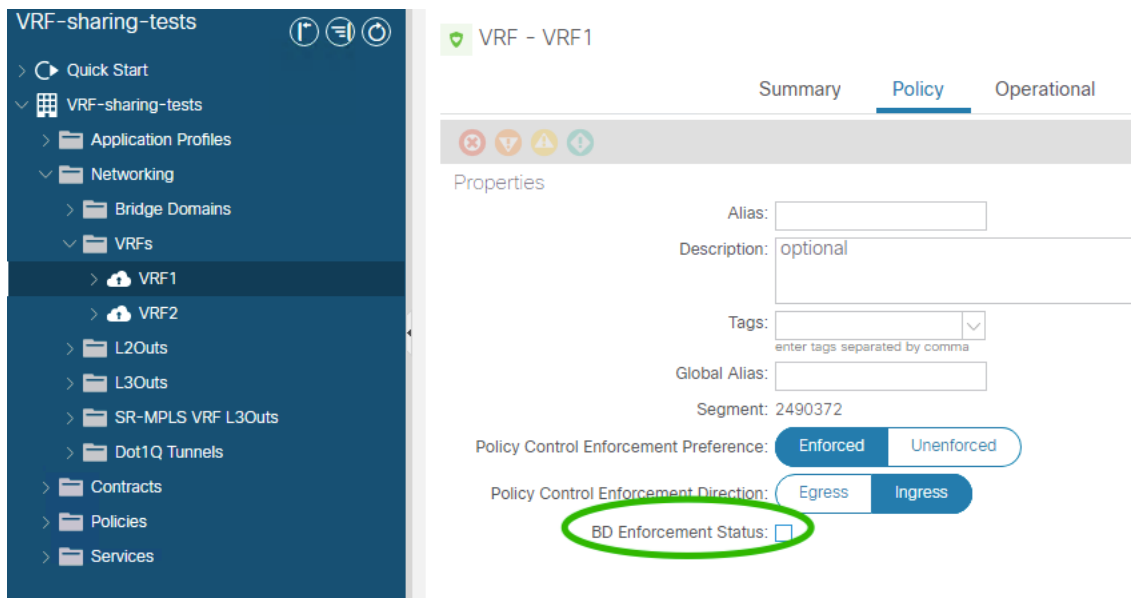 VRF-sharing-tests
Quick Start
VRF-sharing-tests
Application Profiles
Networking
Bridge Domains
VRFs
VRF1
VRF2
L2Outs
L3Outs
SR-MPLS VRF L3Outs
Dot1Q Tunnels
Contracts
Policies
Services
VRF - VRF1
Summary Policy Operational
Properties
Alias:
Description: optional
Tags:
enter tags separated by comma
Global Alias:
Segment: 2490372
Policy Control Enforcement Preference: Enforced Unenforced
Policy Control Enforcement Direction: Egress Ingress
BD Enforcement Status: